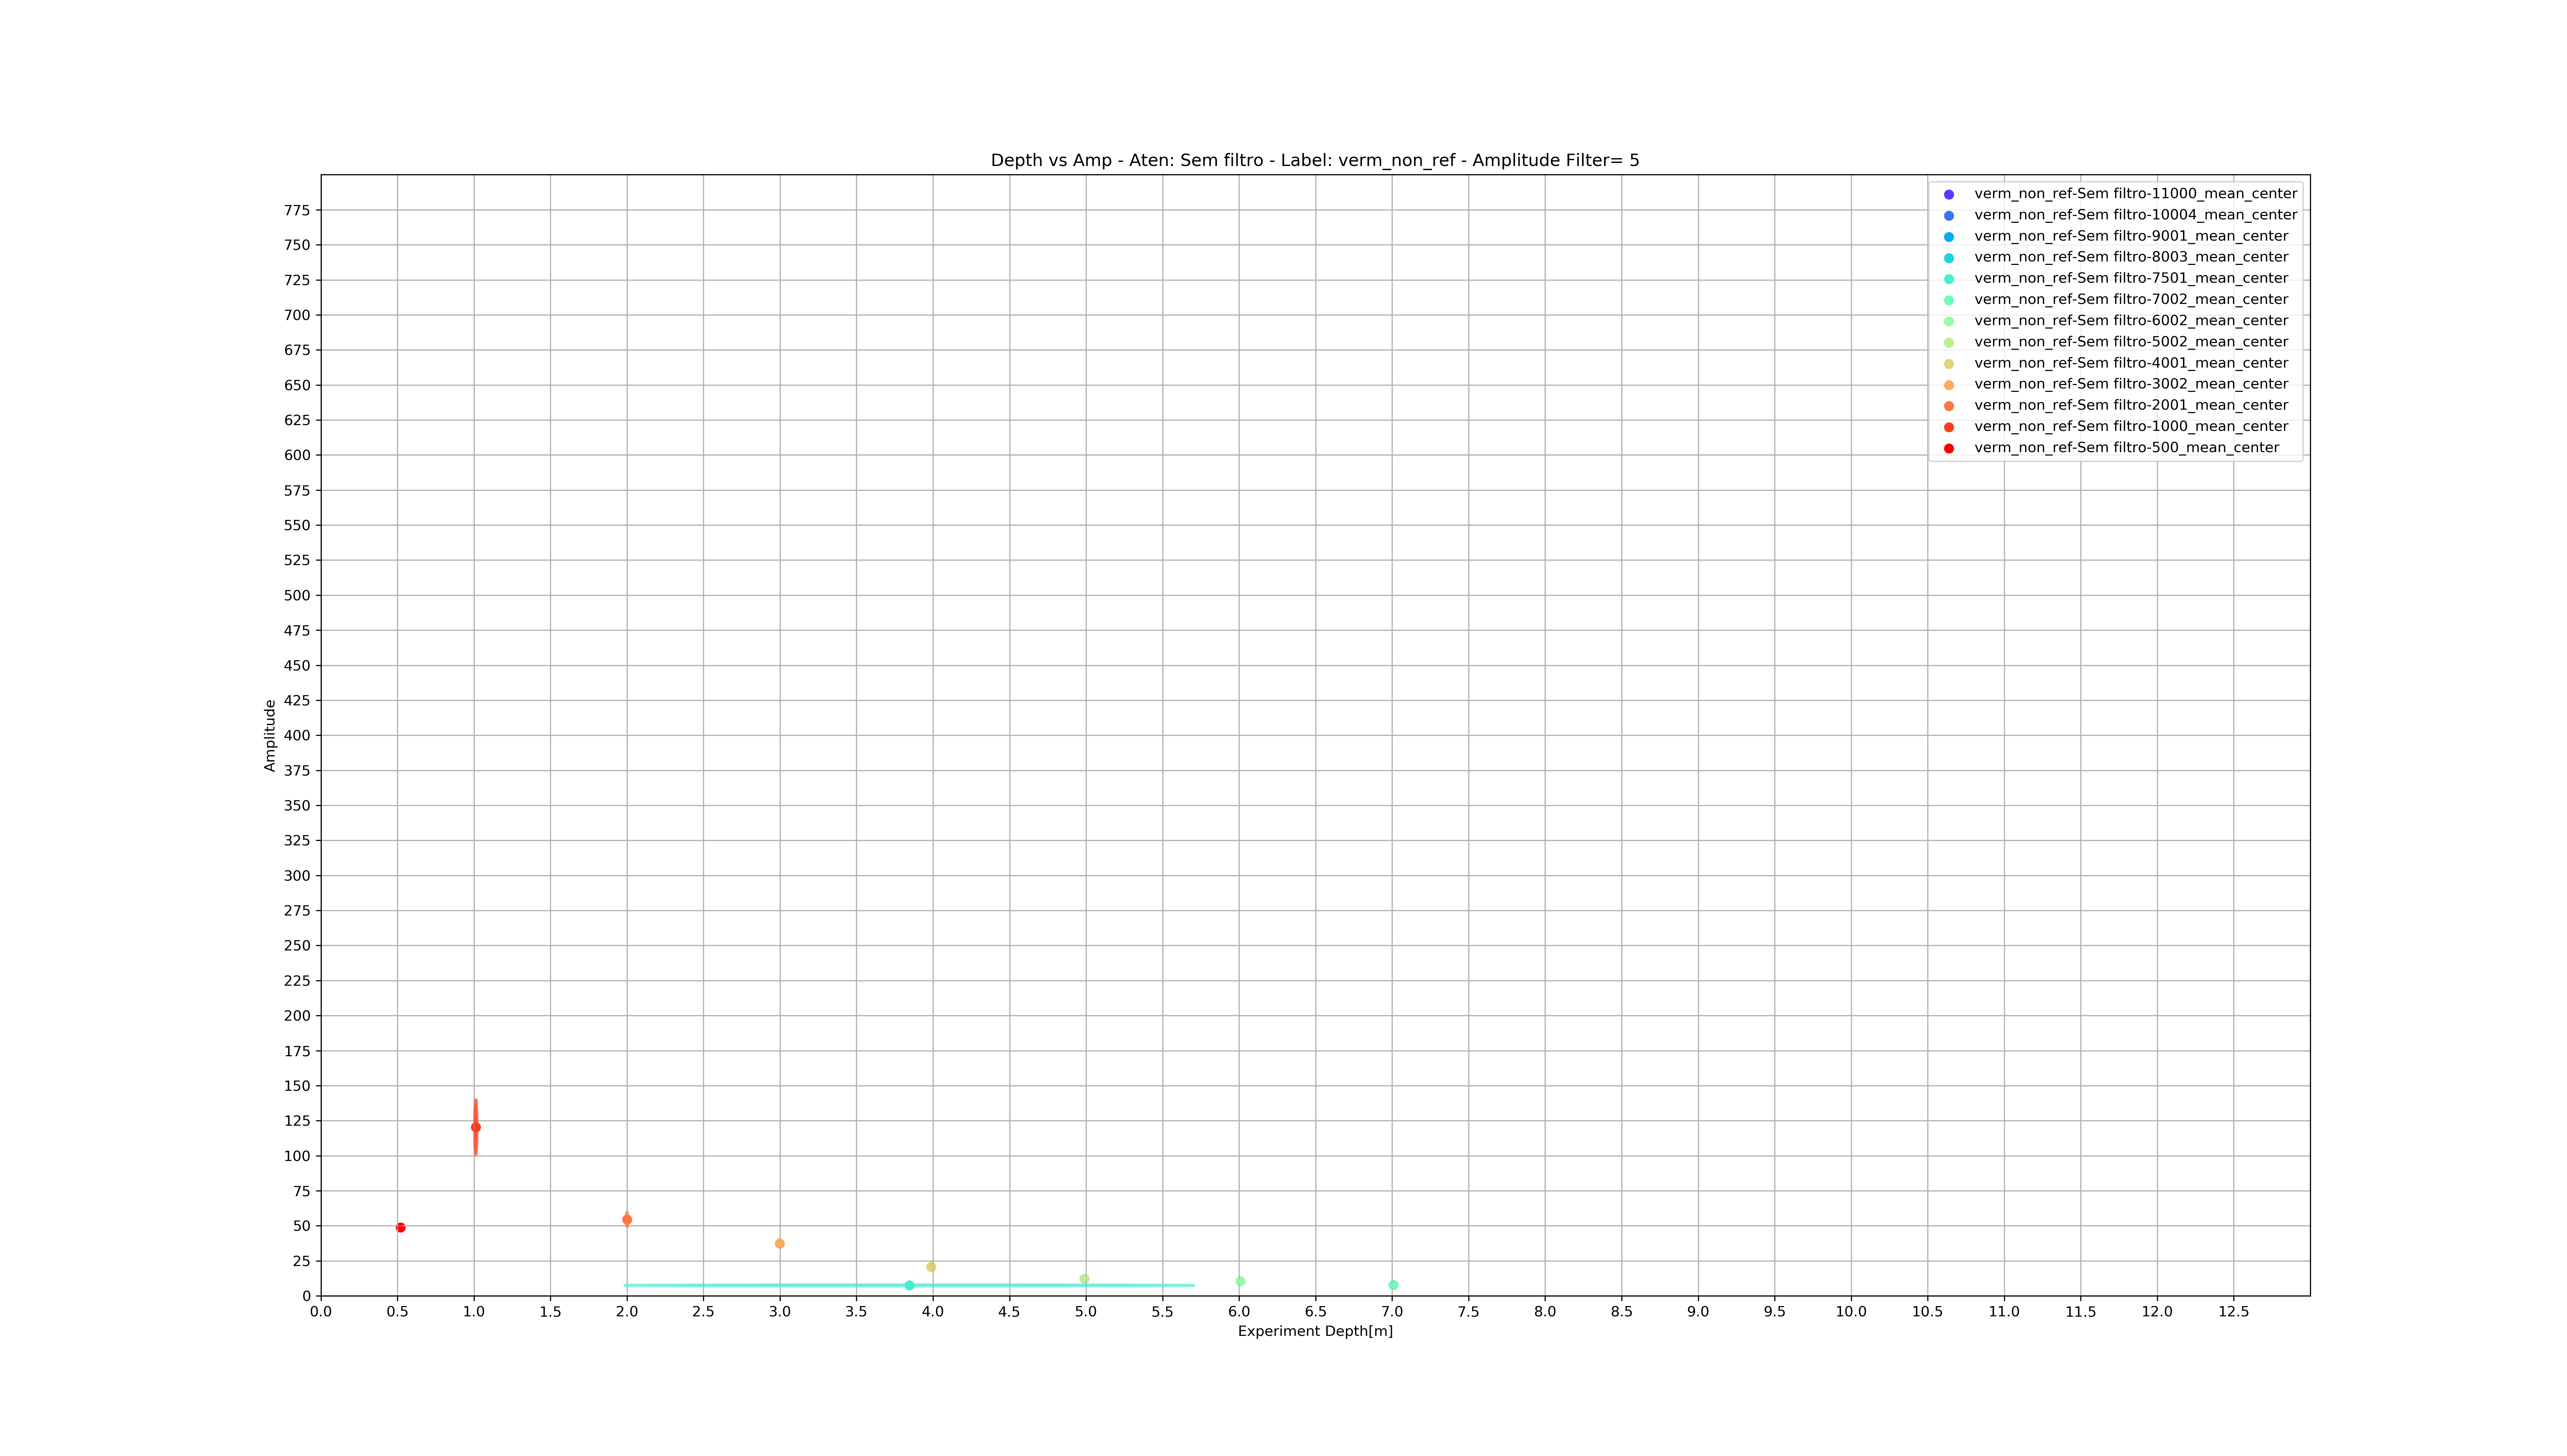 Depth vs Amp - Aten: Sem filtro - Label: verm_non_ref - Amplitude Filter= 5
verm_non_ref-Sem filtro-11000_mean_center
verm_non_ref-Sem filtro-10004_mean_center
verm_non_ref-Sem filtro-9001_mean_center
verm_non_ref-Sem filtro-8003_mean_center
verm_non_ref-Sem filtro-7501_mean_center
verm_non_ref-Sem filtro-7002_mean_center
verm_non_ref-Sem filtro-6002_mean_center
verm_non_ref-Sem filtro-5002_mean_center
verm_non_ref-Sem filtro-4001_mean_center
verm_non_ref-Sem filtro-3002_mean_center
verm_non_ref-Sem filtro-2001_mean_center
verm_non_ref-Sem filtro-1000_mean_center
verm_non_ref-Sem filtro-500_mean_center
775
750
725
700
675
650
625
600
575
550
525
500
475
450
425
400
375
350
325
300
275
250
225
200
175
150
125
100
75
50
25
0
Amplitude
0.0 0.5 1.0 1.5 2.0 2.5 3.0 3.5 4.0 4.5 5.0 5.5 6.0 6.5 7.0 7.5 8.0 8.5 9.0 9.5 10.0 10.5 11.0 11.5 12.0 12.5
Experiment Depth[m]